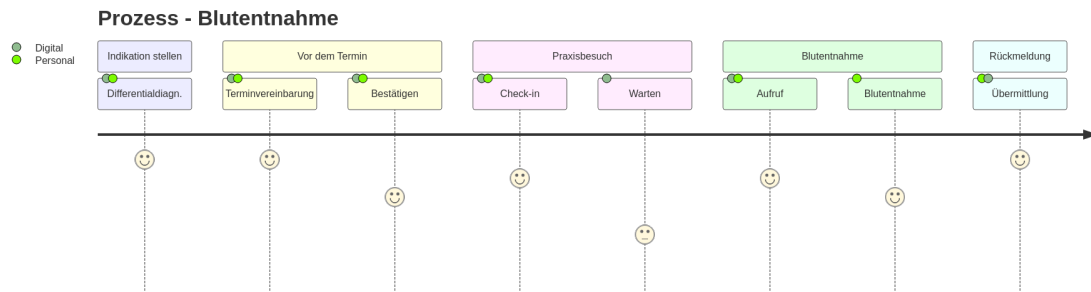 Prozess - Blutentnahme
Digital
Personal
Indikation stellen
Vor dem Termin
Praxisbesuch
Blutentnahme
Rückmeldung
Differentialdiagn.
Terminvereinbarung
Bestätigen
Check-in
Warten
Aufruf
Blutentnahme
Übermittlung